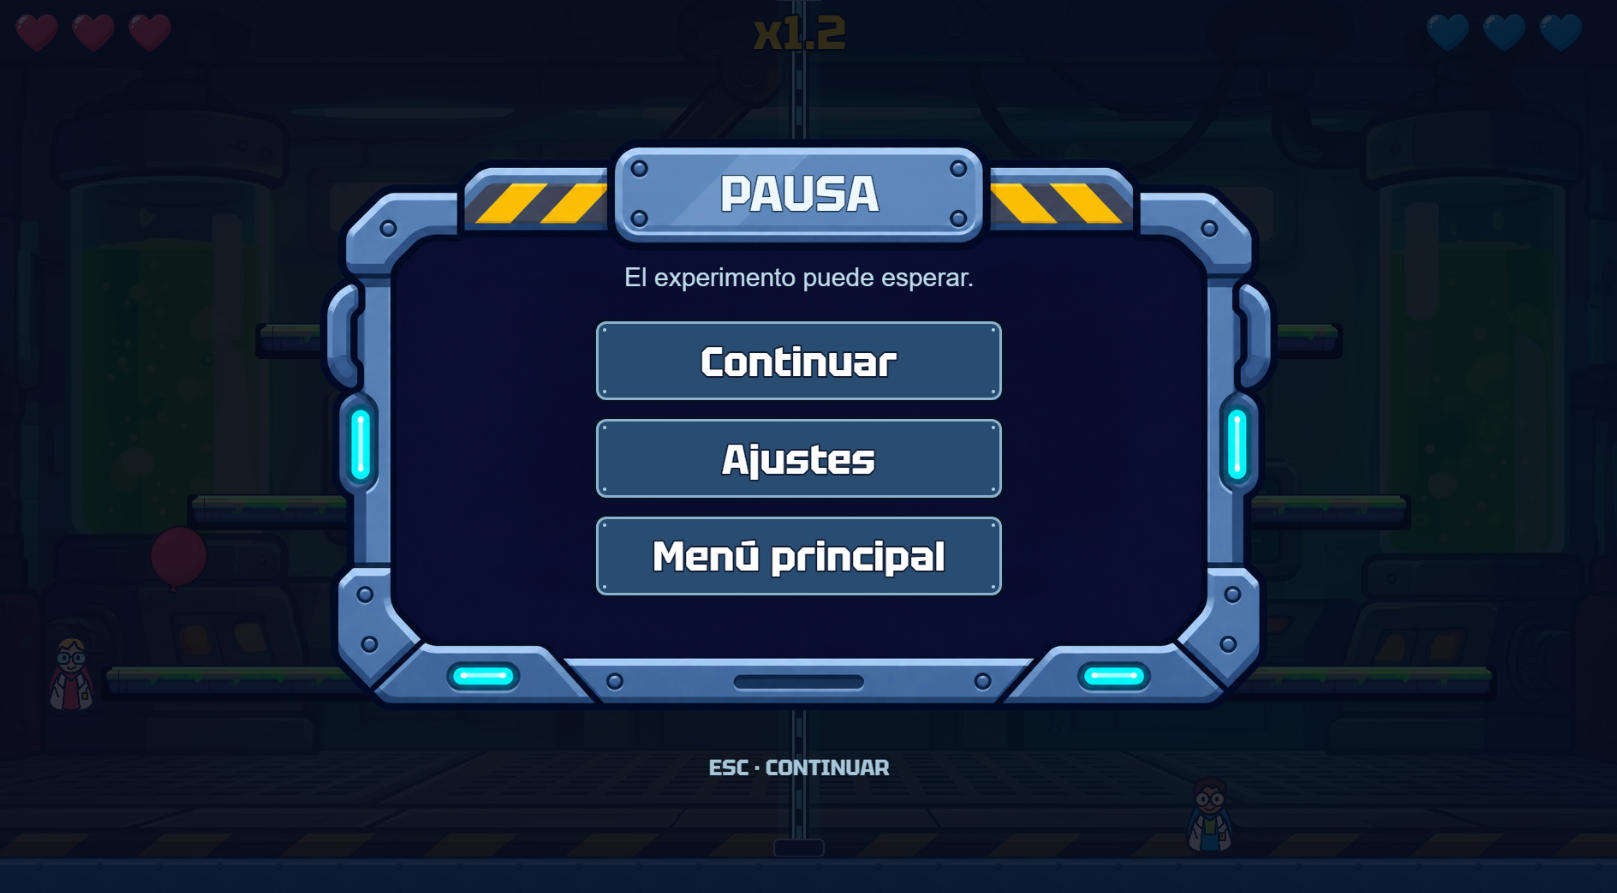 x1.2
PAUSA
El experimento puede esperar.
Continuar
Ajustes
Menú principal
ESC · CONTINUAR